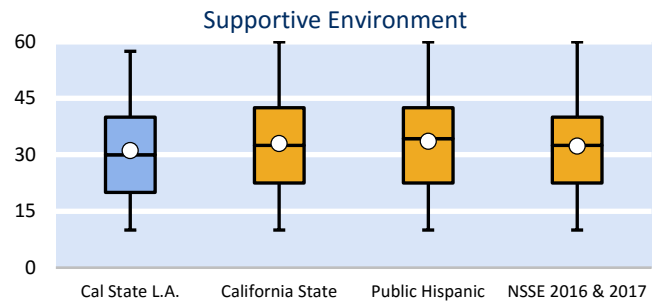 Supportive Environment
60
45
30
15
0
Cal State L.A. California State Public Hispanic NSSE 2016 & 2017